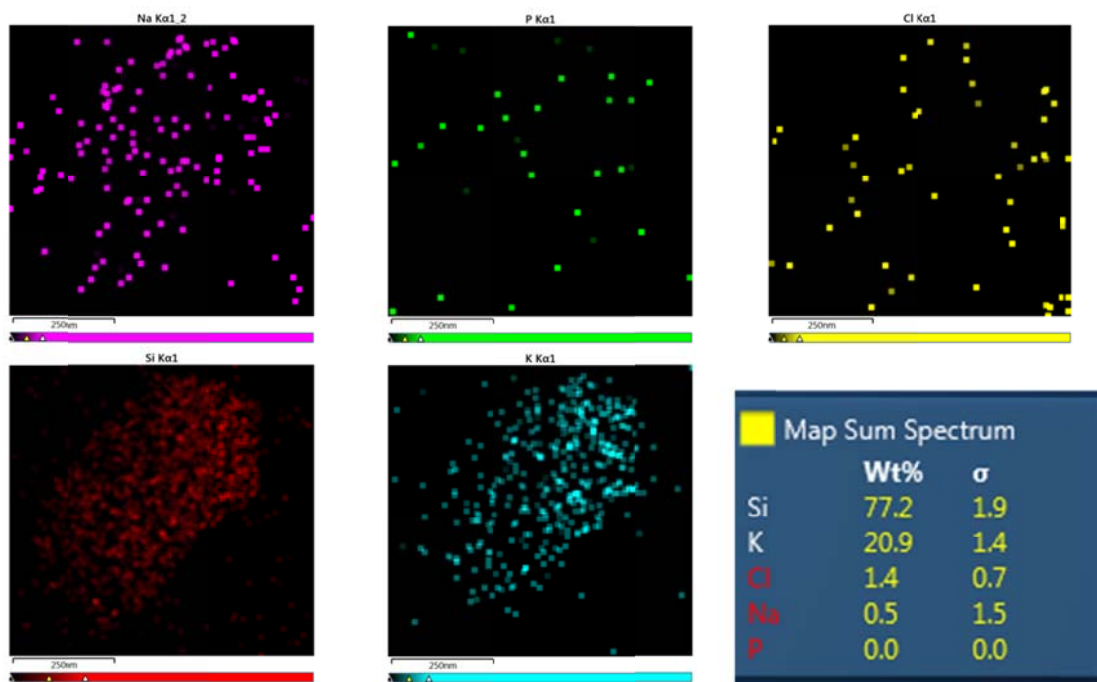 Na Kα1_2
P Kα1
Cl Kα1
250nm
250nm
250nm
Si Kα1
K Kα1
250nm
250nm
Map Sum Spectrum
Wt% σ
Si 77.2 1.9
K 20.9 1.4
Cl 1.4 0.7
Na 0.5 1.5
P 0.0 0.0